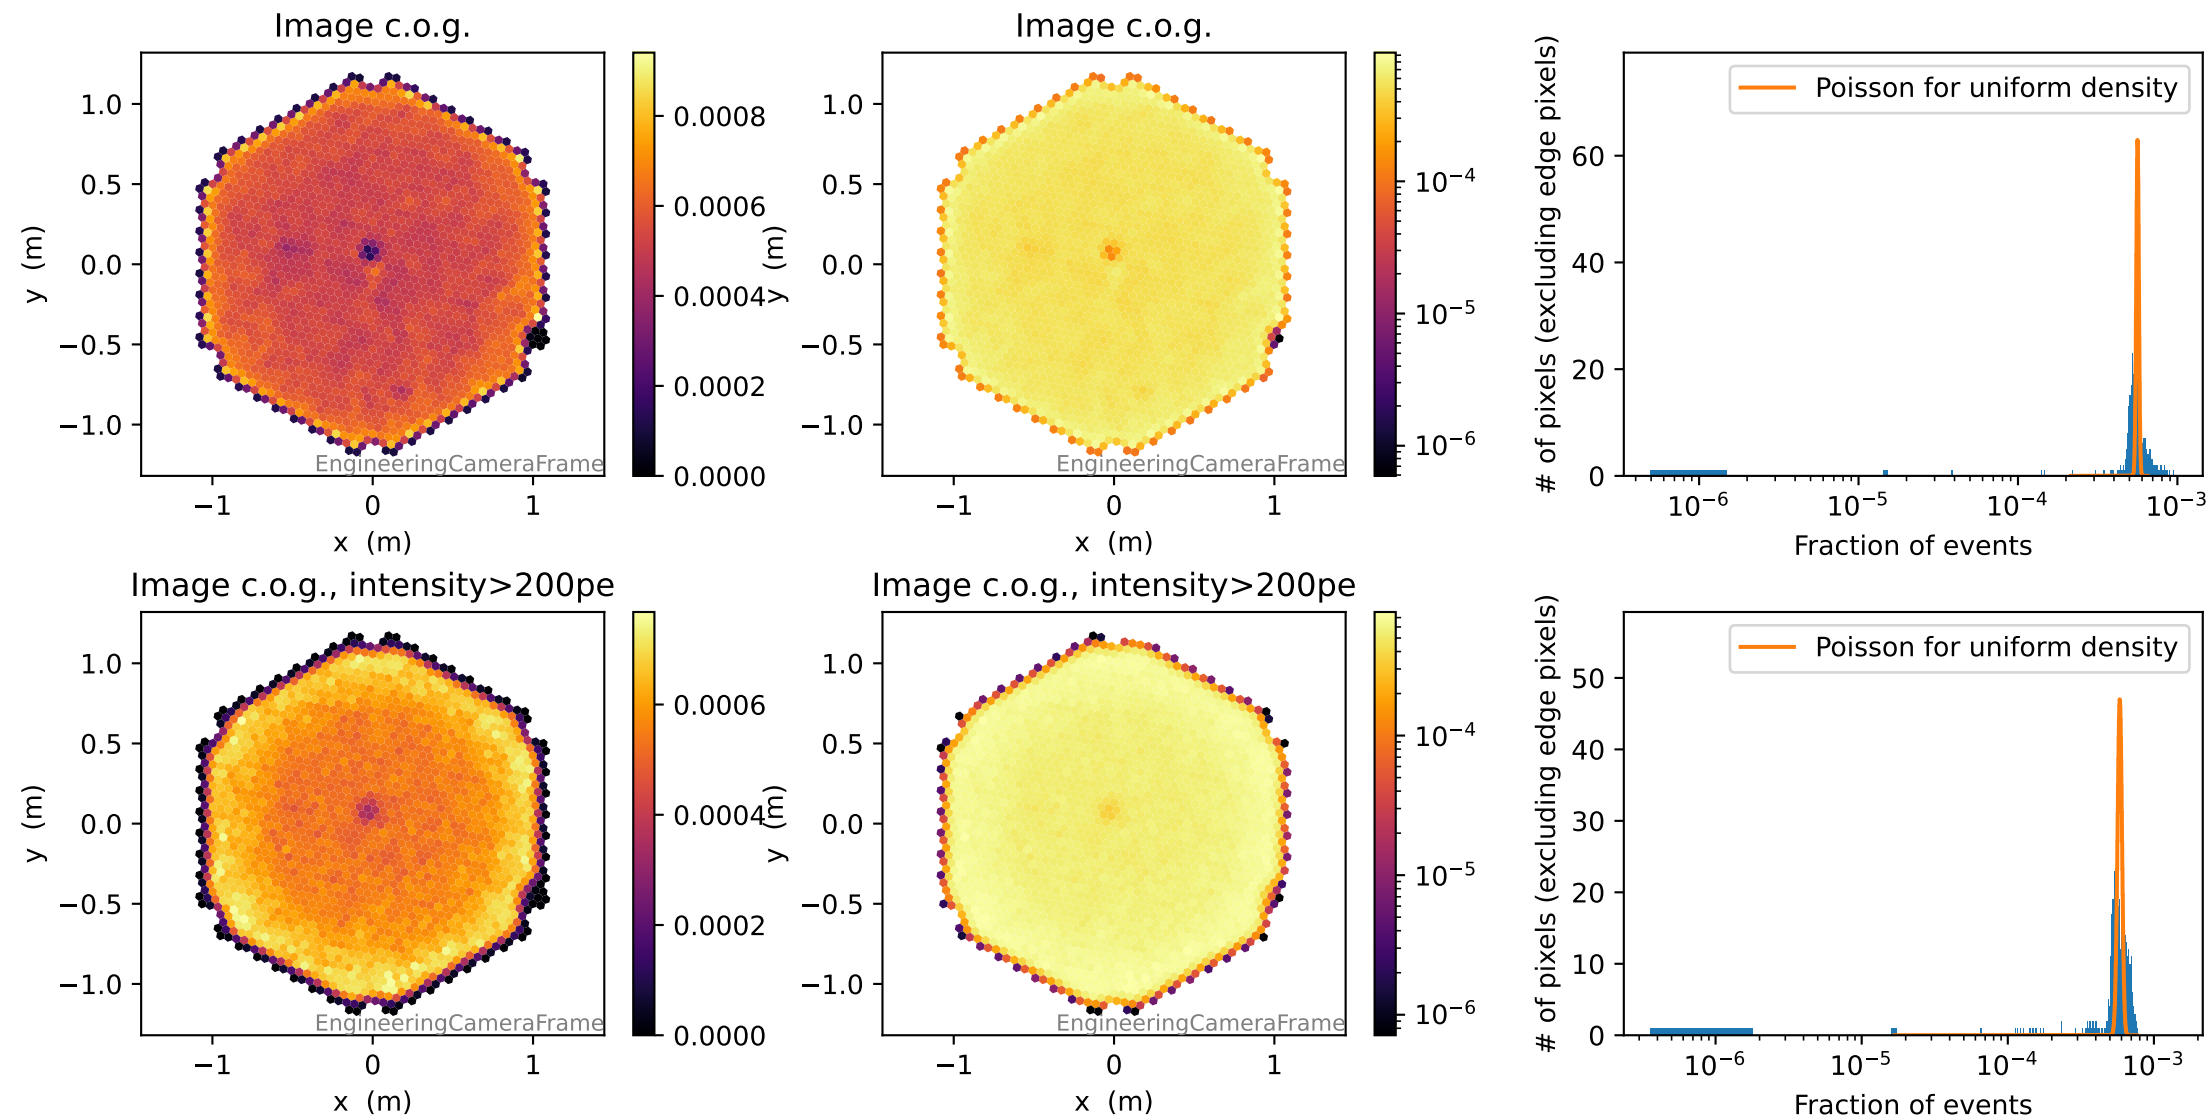 Image c.o.g.
1.0
0.5
0.0
−0.5
−1.0
y (m)
−1
0
1
x (m)
EngineeringCameraFrame
0.0008
0.0006
0.0004
0.0002
0.0000
Image c.o.g.
1.0
0.5
0.0
−0.5
−1.0
y (m)
−1
0
1
x (m)
EngineeringCameraFrame
10⁻⁴
10⁻⁵
10⁻⁶
Poisson for uniform density
# of pixels (excluding edge pixels)
60
40
20
0
10⁻⁶
10⁻⁵
10⁻⁴
10⁻³
Fraction of events
Image c.o.g., intensity>200pe
1.0
0.5
0.0
−0.5
−1.0
y (m)
−1
0
1
x (m)
EngineeringCameraFrame
0.0006
0.0004
0.0002
0.0000
Image c.o.g., intensity>200pe
1.0
0.5
0.0
−0.5
−1.0
y (m)
−1
0
1
x (m)
EngineeringCameraFrame
10⁻⁴
10⁻⁵
10⁻⁶
Poisson for uniform density
# of pixels (excluding edge pixels)
50
40
30
20
10
0
10⁻⁶
10⁻⁵
10⁻⁴
10⁻³
Fraction of events